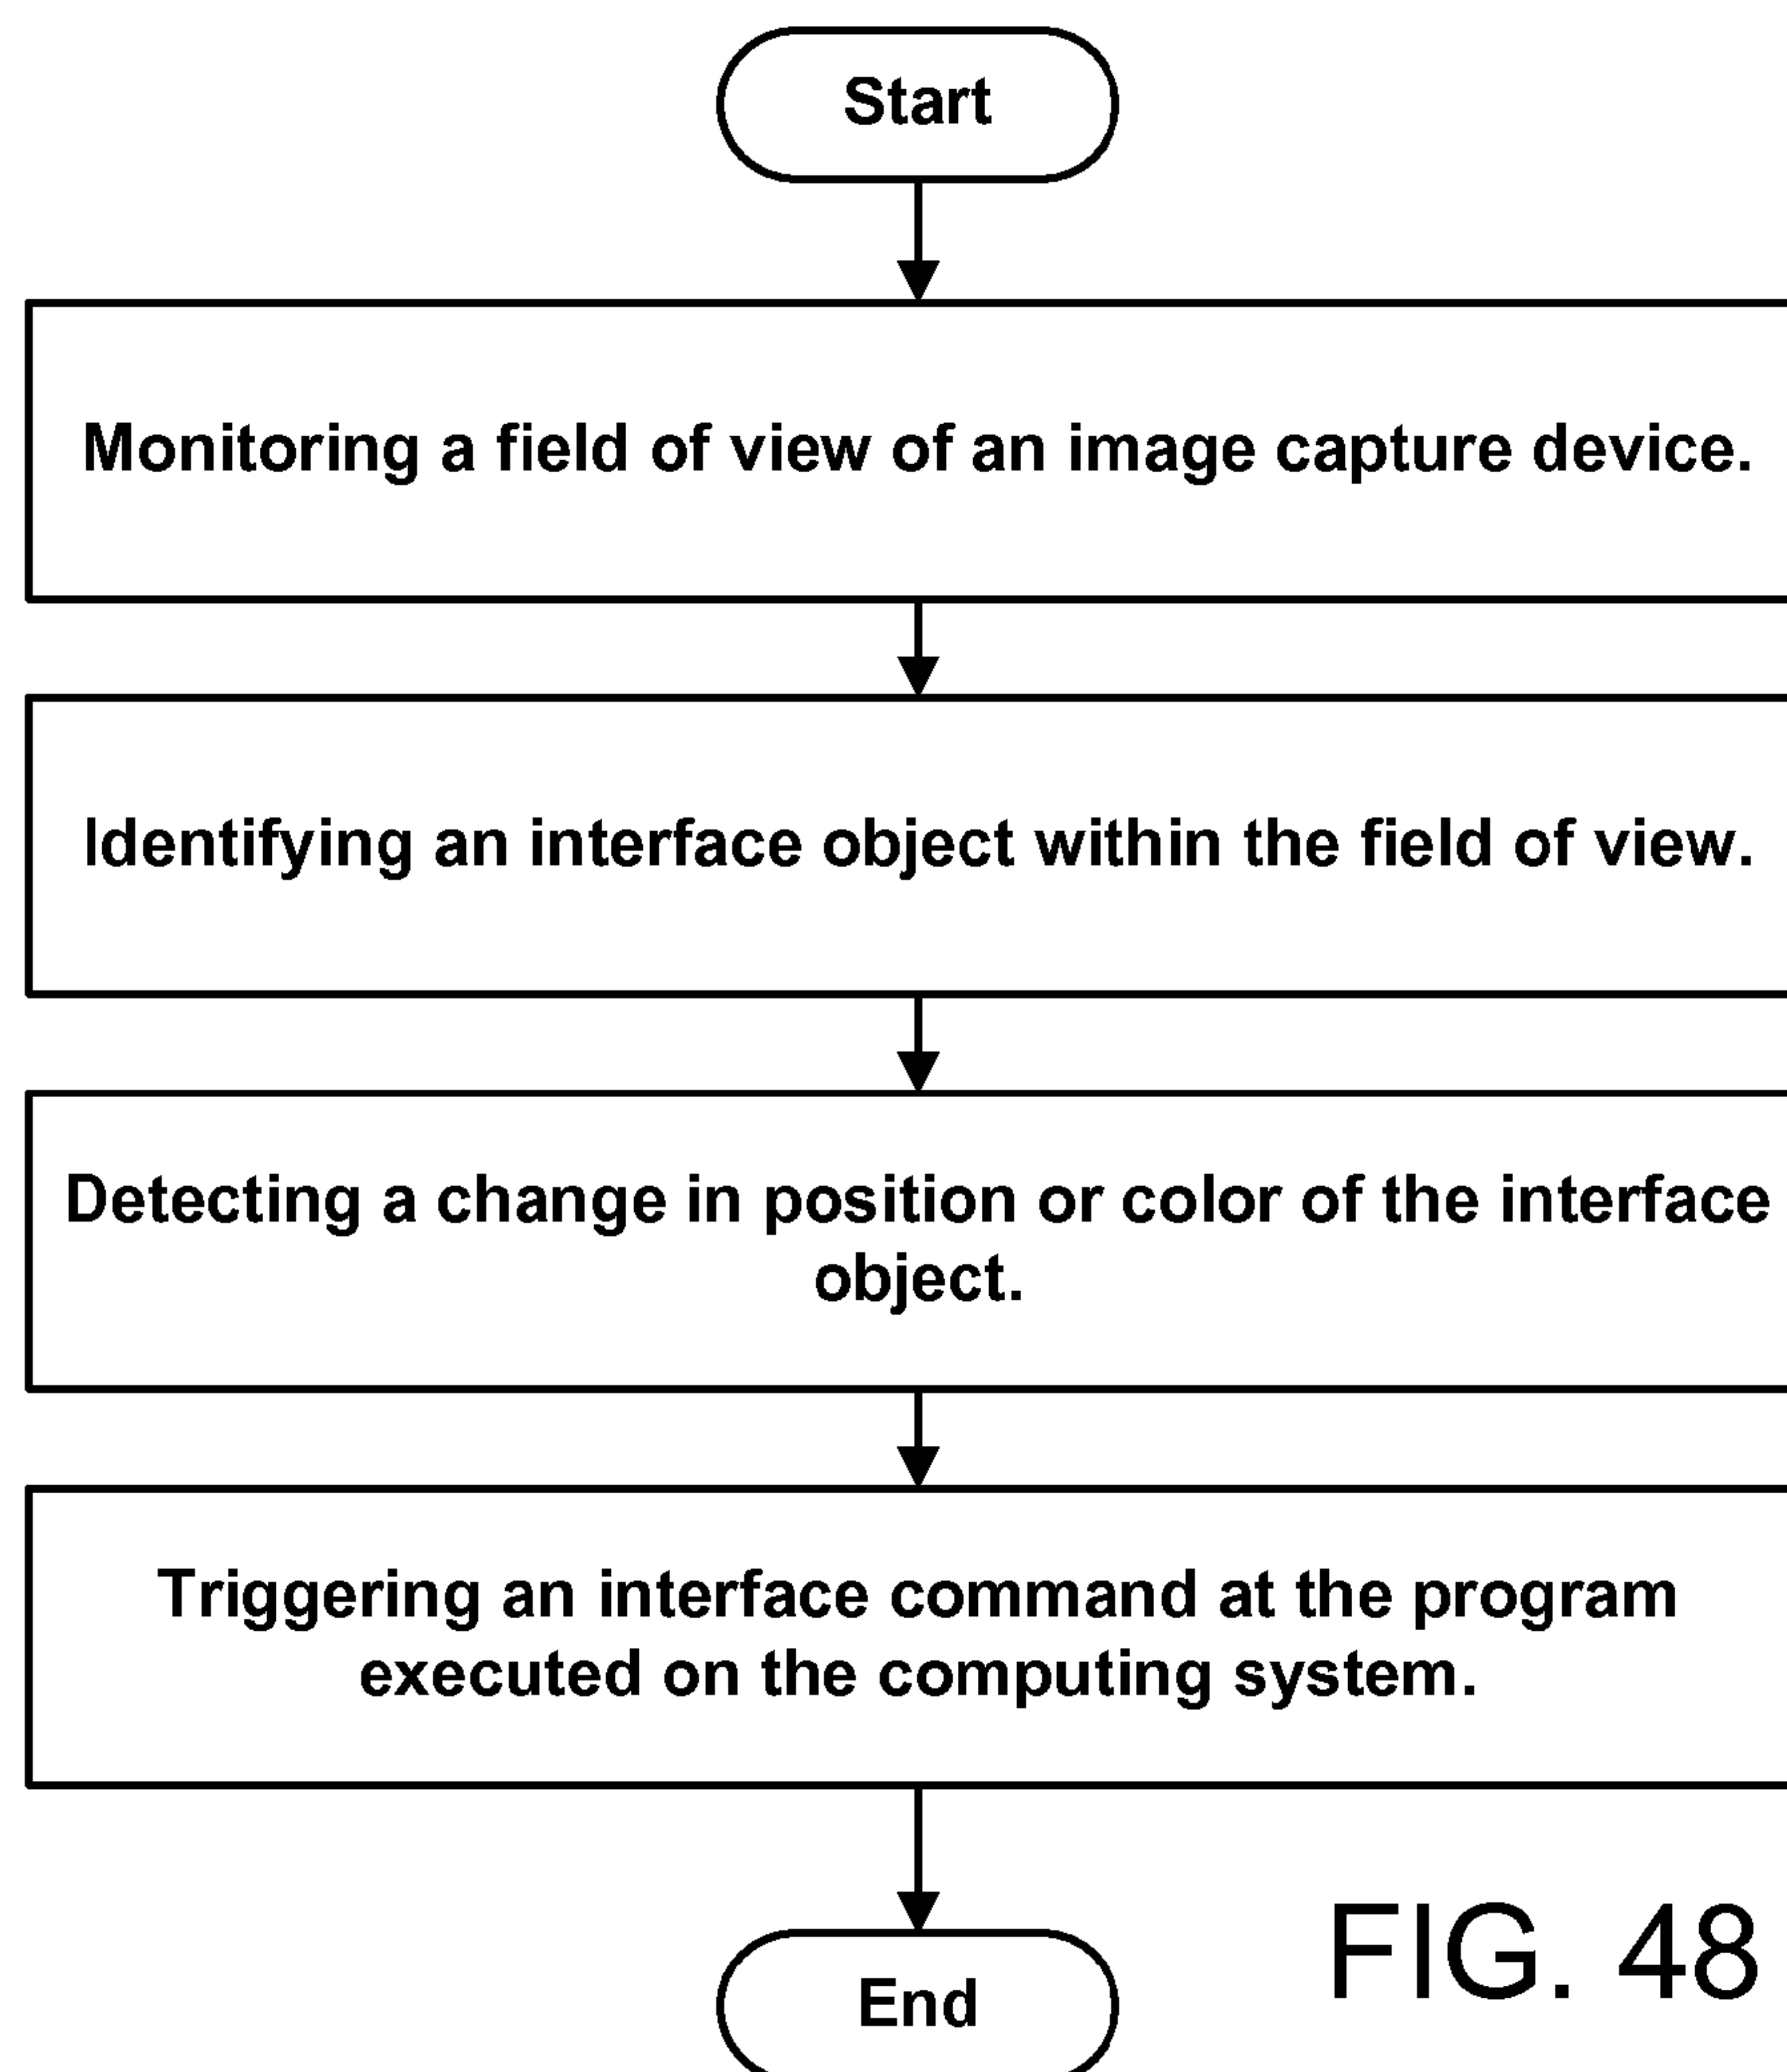 Start
Monitoring a field of view of an image capture device.
Identifying an interface object within the field of view.
Detecting a change in position or color of the interface
object.
Triggering an interface command at the program
executed on the computing system.
End
FIG. 48